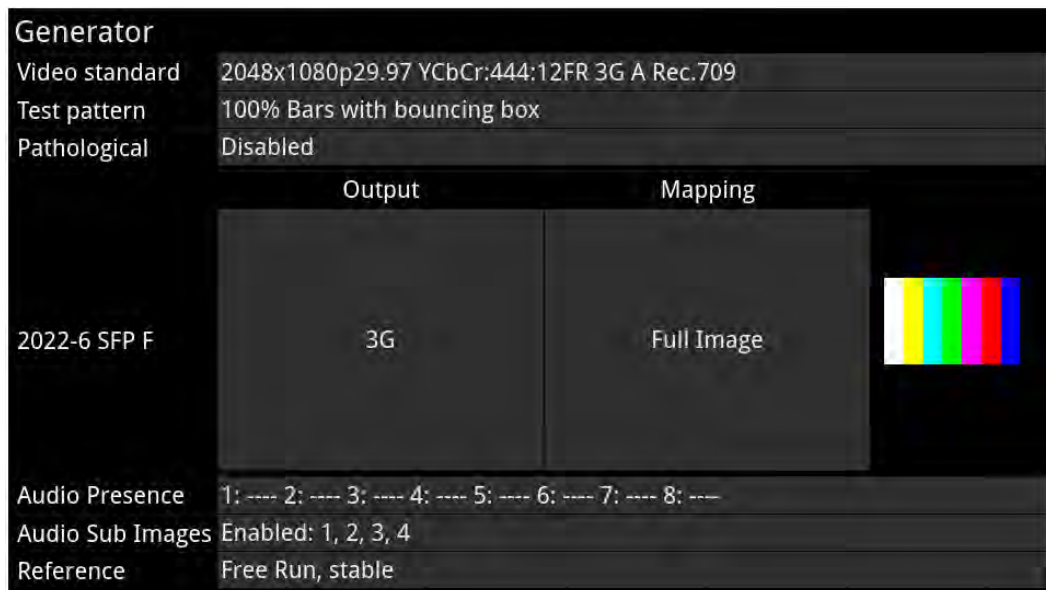 Generator
Video standard 2048x1080p29.97 YCbCr:444:12FR 3G A Rec.709
Test pattern 100% Bars with bouncing box
Pathological Disabled
Output Mapping
2022-6 SFP F 3G Full Image
Audio Presence 1: ---- 2: ---- 3: ---- 4: ---- 5: ---- 6: ---- 7: ---- 8: ----
Audio Sub Images Enabled: 1, 2, 3, 4
Reference Free Run, stable